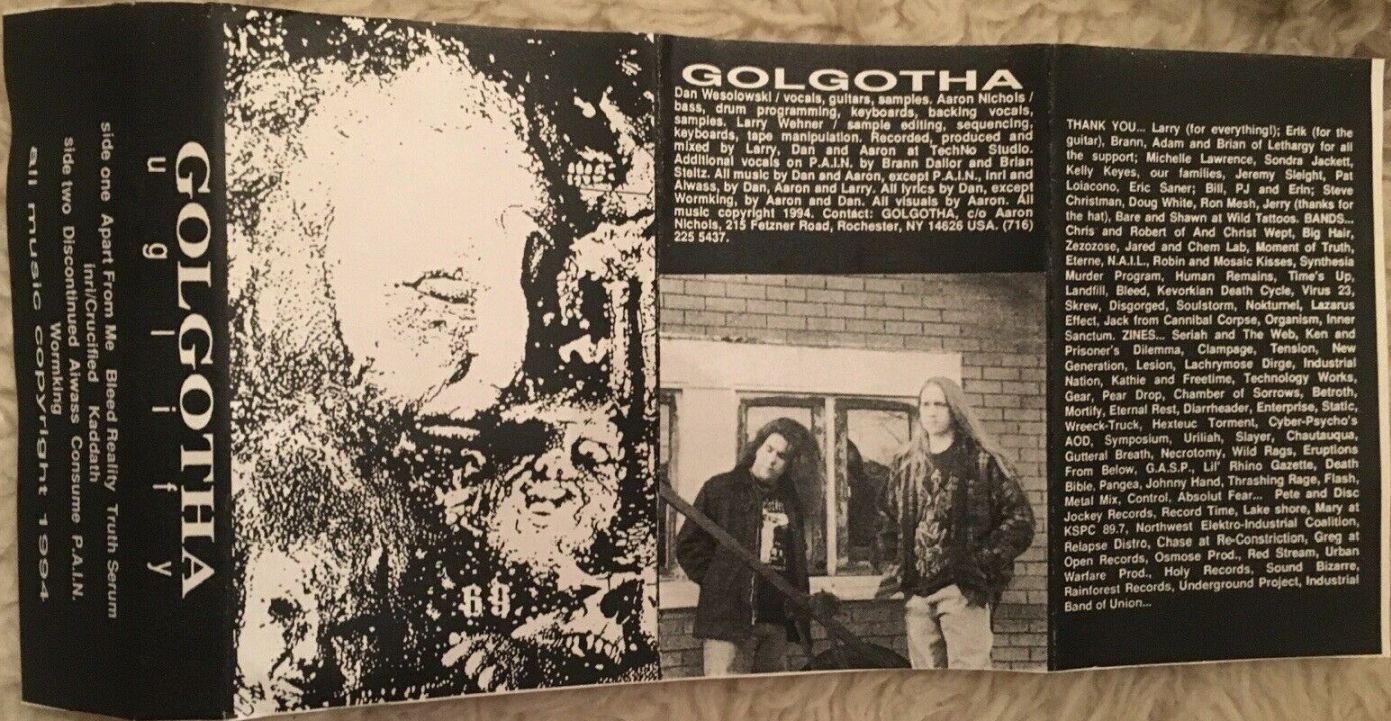 GOLGOTHA
u g l i f y
side one Apart From Me Bleed Reality Truth Serum
inri/Crucified Kaddath
side two Discontinued Alwass Consume P.A.I.N.
Wormking
all music copyright 1994
69
GOLGOTHA
Dan Wesolowski / vocals, guitars, samples. Aaron Nichols /
bass, drum programming, keyboards, backing vocals,
samples. Larry Wehner / sample editing, sequencing,
keyboards, tape manipulation. Recorded, produced and
mixed by Larry, Dan and Aaron at TechNo Studio.
Additional vocals on P.A.I.N. by Brann Dailor and Brian
Steltz. All music by Dan and Aaron, except P.A.I.N., Inri and
Alwass, by Dan, Aaron and Larry. All lyrics by Dan, except
Wormking, by Aaron and Dan. All visuals by Aaron. All
music copyright 1994. Contact: GOLGOTHA, c/o Aaron
Nichols, 215 Fetzner Road, Rochester, NY 14626 USA. (716)
225 5437.
THANK YOU... Larry (for everything!); Erik (for the
guitar), Brann, Adam and Brian of Lethargy for all
the support; Michelle Lawrence, Sondra Jackett,
Kelly Keyes, our families, Jeremy Sleight, Pat
Loiacono, Eric Saner; Bill, PJ and Erin; Steve
Christman, Doug White, Ron Mesh, Jerry (thanks for
the hat), Bare and Shawn at Wild Tattoos. BANDS...
Chris and Robert of And Christ Wept, Big Hair,
Zezozose, Jared and Chem Lab, Moment of Truth,
Eterne, N.A.I.L., Robin and Mosaic Kisses, Synthesia
Murder Program, Human Remains, Time's Up,
Landfill, Bleed, Kevorkian Death Cycle, Virus 23,
Skrew, Disgorged, Soulstorm, Nokturnel, Lazarus
Effect, Jack from Cannibal Corpse, Organism, Inner
Sanctum. ZINES... Seriah and The Web, Ken and
Prisoner's Dilemma, Clampage, Tension, New
Generation, Lesion, Lachrymose Dirge, Industrial
Nation, Kathie and Freetime, Technology Works,
Gear, Pear Drop, Chamber of Sorrows, Betroth,
Mortify, Eternal Rest, Diarrheader, Enterprise, Static,
Wreeck-Truck, Hexteuc Torment, Cyber-Psycho's
AOD, Symposium, Uriliah, Slayer, Chautauqua,
Gutteral Breath, Necrotomy, Wild Rags, Eruptions
From Below, G.A.S.P., Lil' Rhino Gazette, Death
Bible, Pangea, Johnny Hand, Thrashing Rage, Flash,
Metal Mix, Control, Absolut Fear... Pete and Disc
Jockey Records, Record Time, Lake shore, Mary at
KSPC 89.7, Northwest Elektro-Industrial Coalition,
Relapse Distro, Chase at Re-Constriction, Greg at
Open Records, Osmose Prod., Red Stream, Urban
Warfare Prod., Holy Records, Sound Bizarre,
Rainforest Records, Underground Project, Industrial
Band of Union...